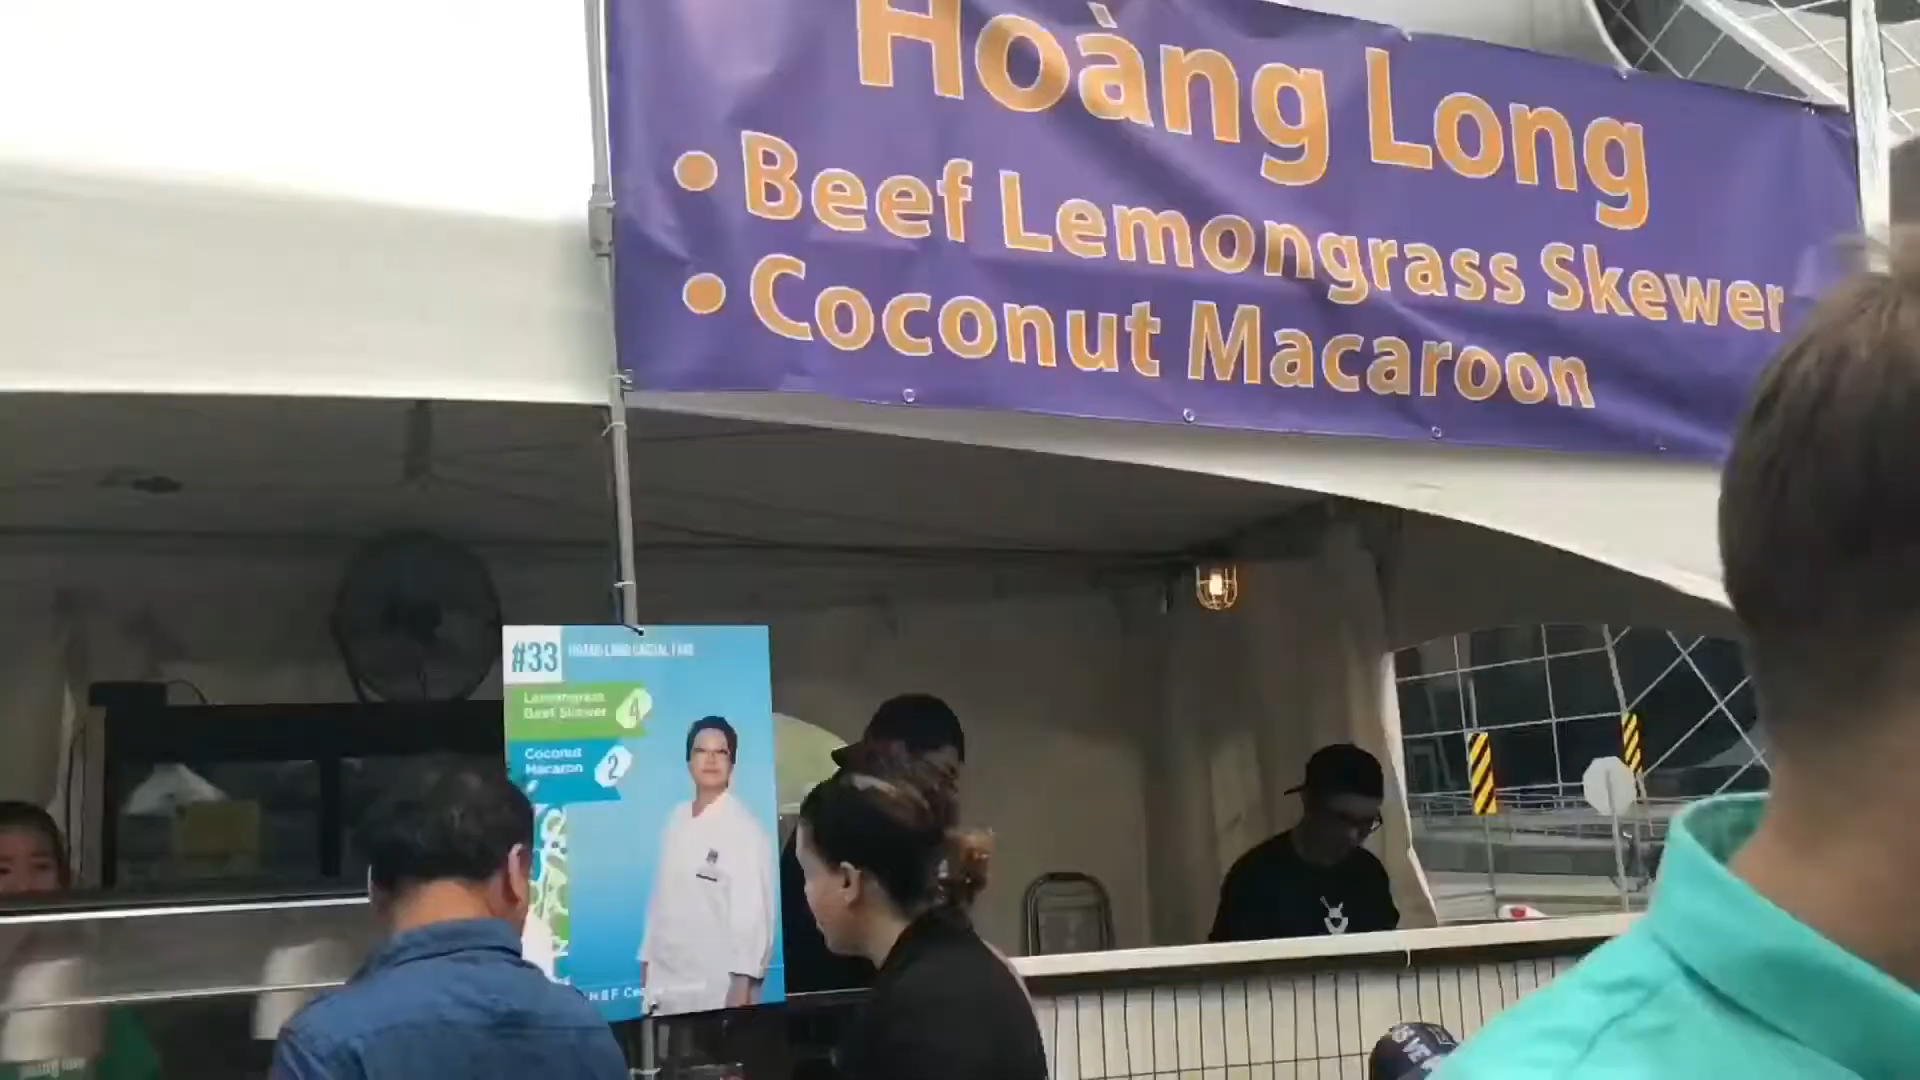 Hoàng Long
• Beef Lemongrass Skewer
• Coconut Macaroon
#33
Lemongrass
Beef Skewer
4
Coconut
Macaron
2